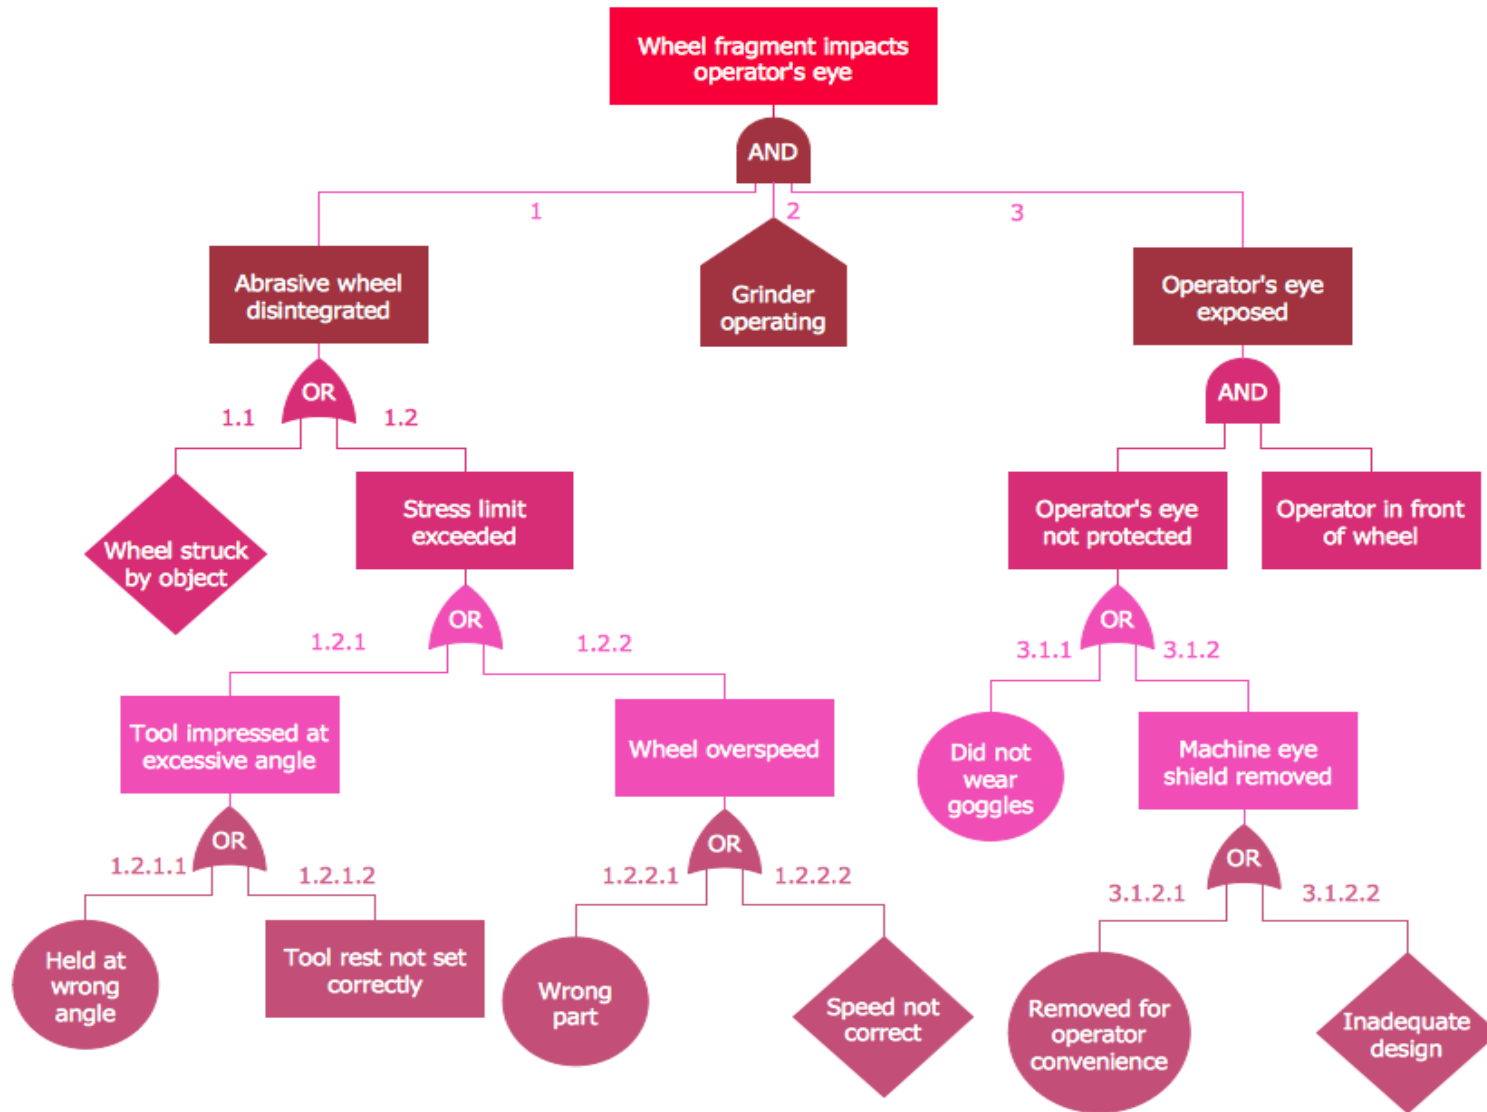 Wheel fragment impacts
operator's eye
AND
1
2
3
Abrasive wheel
disintegrated
Grinder
operating
Operator's eye
exposed
OR
AND
1.1
1.2
Wheel struck
by object
Stress limit
exceeded
Operator's eye
not protected
Operator in front
of wheel
OR
OR
1.2.1
1.2.2
3.1.1
3.1.2
Tool impressed at
excessive angle
Wheel overspeed
Did not
wear
goggles
Machine eye
shield removed
OR
OR
OR
1.2.1.1
1.2.1.2
1.2.2.1
1.2.2.2
3.1.2.1
3.1.2.2
Held at
wrong
angle
Tool rest not set
correctly
Wrong
part
Speed not
correct
Removed for
operator
convenience
Inadequate
design